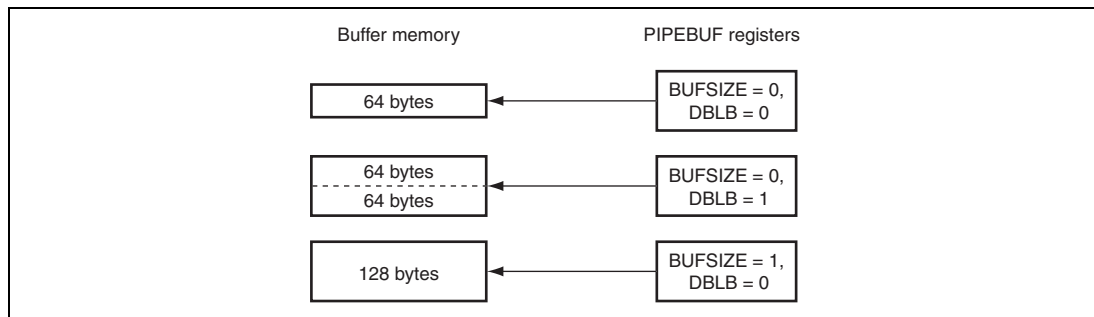 Buffer memory
PIPEBUF registers
64 bytes
BUFSIZE = 0,
DBLB = 0
64 bytes
64 bytes
BUFSIZE = 0,
DBLB = 1
128 bytes
BUFSIZE = 1,
DBLB = 0